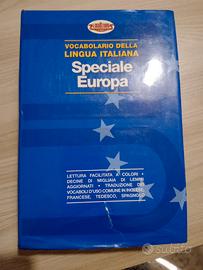 VOCABOLARIO DELLA
LINGUA ITALIANA
Speciale
Europa
LETTURA FACILITATA A COLORI •
DECINE DI MIGLIAIA DI LEMMI
AGGIORNATI • TRADUZIONE DEI
VOCABOLI D'USO COMUNE IN INGLESE,
FRANCESE, TEDESCO, SPAGNOLO
subito